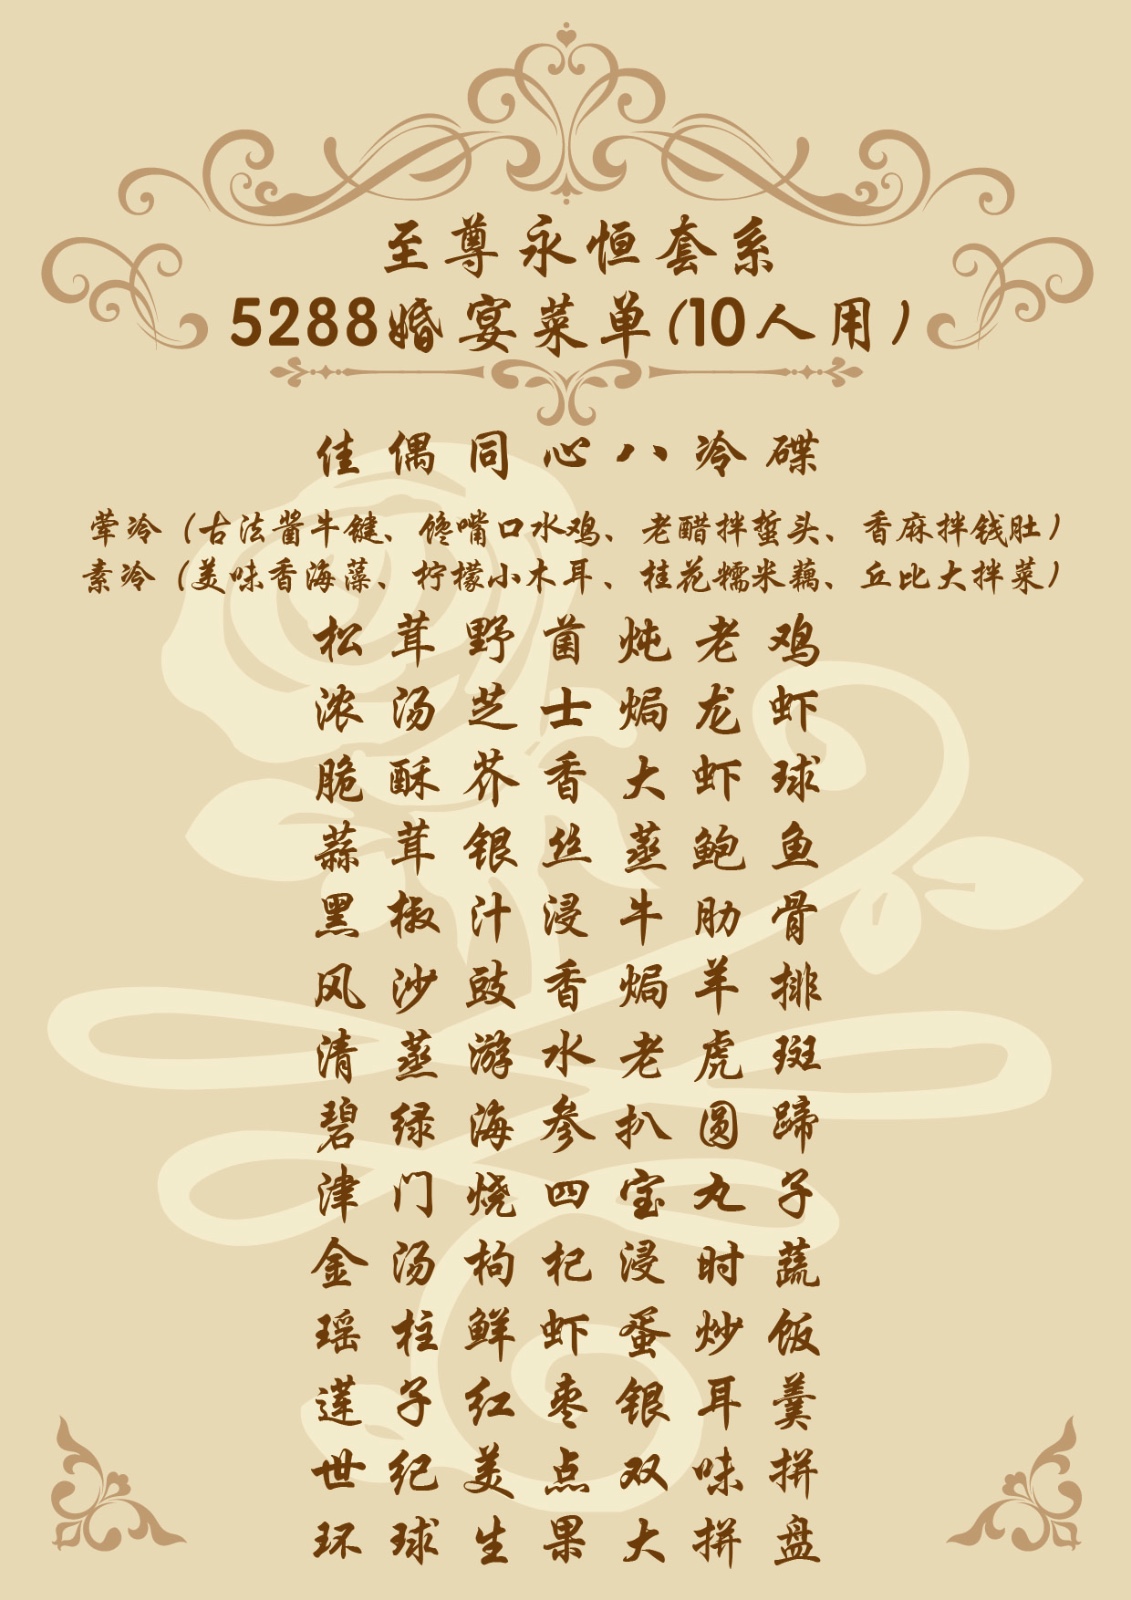 至尊永恒套系
5288婚宴菜单(10人用)
佳偶同心八冷碟
荤冷（古法酱牛键、馋嘴口水鸡、老醋拌蜇头、香麻拌钱肚）
素冷（美味香海藻、柠檬小木耳、桂花糯米藕、丘比大拌菜）
松茸野菌炖老鸡
浓汤芝士焗龙虾
脆酥芥香大虾球
蒜茸银丝蒸鲍鱼
黑椒汁浸牛肋骨
风沙豉香焗羊排
清蒸游水老虎斑
碧绿海参扒圆蹄
津门烧四宝丸子
金汤枸杞浸时蔬
瑶柱鲜虾蛋炒饭
莲子红枣银耳羹
世纪美点双味拼
环球生果大拼盘